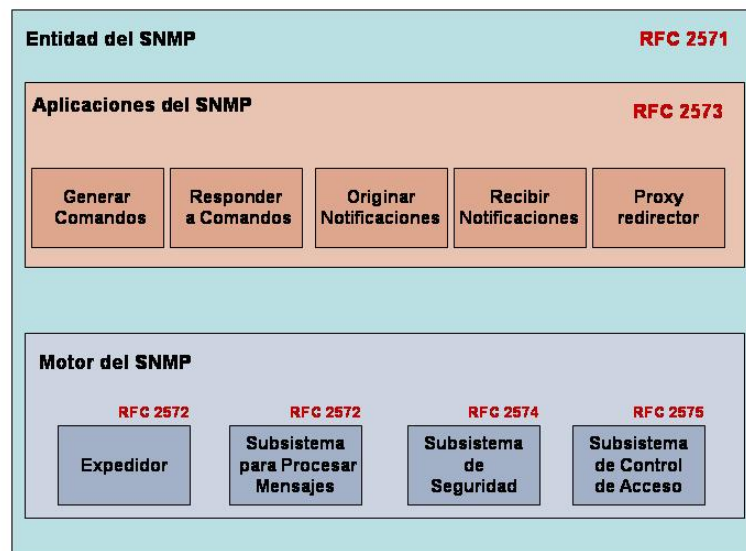 Entidad del SNMP
RFC 2571
Aplicaciones del SNMP
RFC 2573
Generar
Comandos
Responder
a Comandos
Originar
Notificaciones
Recibir
Notificaciones
Proxy
redirector
Motor del SNMP
RFC 2572
RFC 2572
RFC 2574
RFC 2575
Expedidor
Subsistema
para Procesar
Mensajes
Subsistema
de
Seguridad
Subsistema
de Control
de Acceso